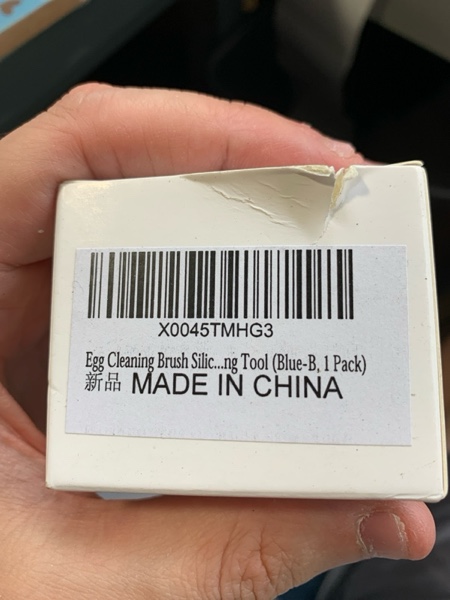 X0045TMHG3
Egg Cleaning Brush Silic...ng Tool (Blue-B, 1 Pack)
新品 MADE IN CHINA